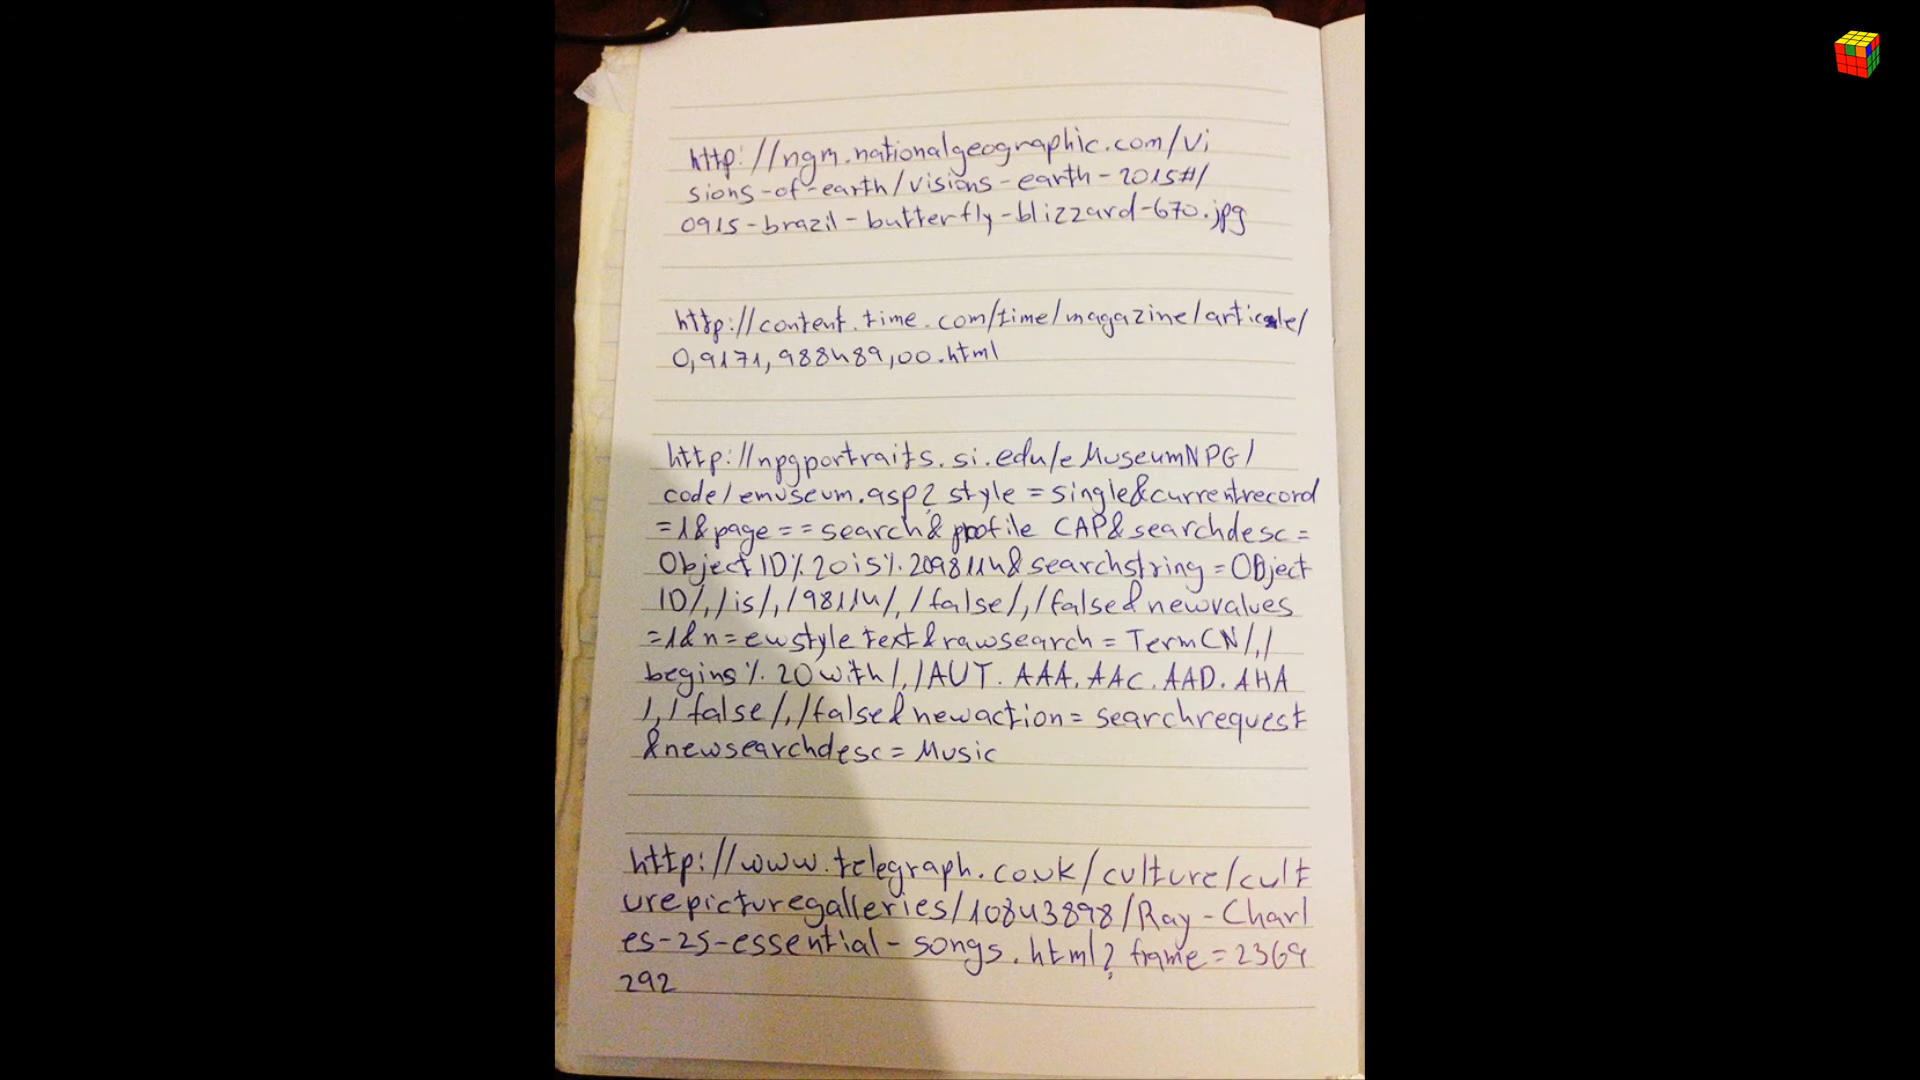 http://ngm.nationalgeographic.com/vi
sions-of-earth/visions-earth-2015#/
0915-brazil-butterfly-blizzard-670.jpg
http://content.time.com/time/magazine/article/
0,9171,988489,00.html
http://npgportraits.si.edu/eMuseumNPG/
code/emuseum.asp?style=single&currentrecord
=1&page==search&profile CAP&searchdesc=
Object ID%20is%2098114&searchstring=Object
ID/,/is/,/98114/,/false/,/false&newvalues
=1&n=ewstyle text&rawsearch=TermCN/,/
begins%20with/,/AUT.AAA.AAC.AAD.AHA
/,/false/,/false&newaction=searchrequest
&newsearchdesc=Music
http://www.telegraph.co.uk/culture/cult
urepicturegalleries/10843898/Ray-Charl
es-25-essential-songs.html?frame=2369
292